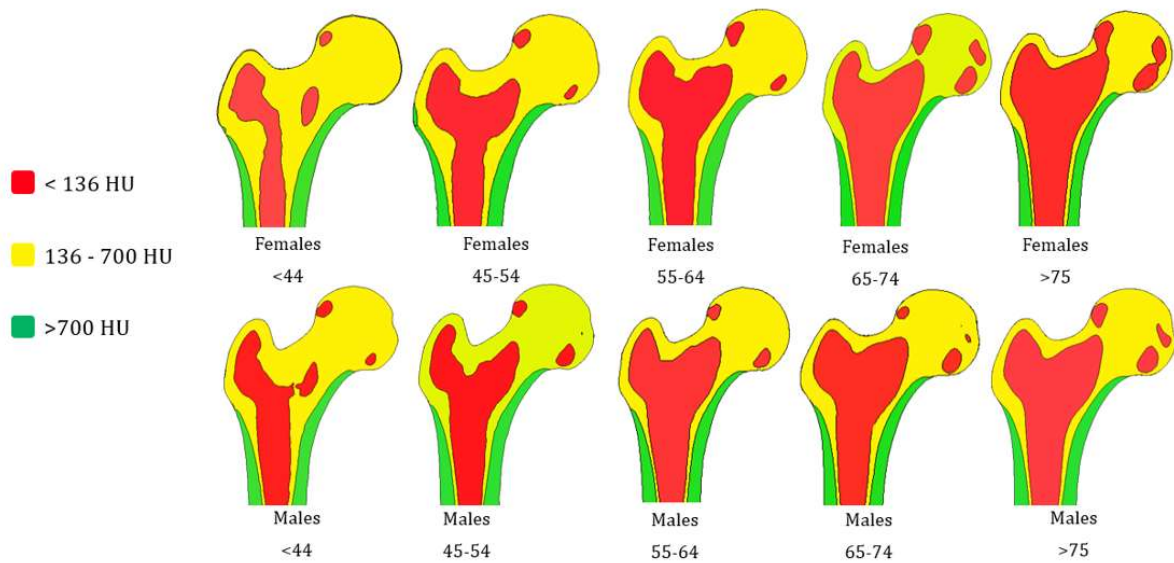 < 136 HU
136 - 700 HU
>700 HU
Females Females Females Females Females
<44 45-54 55-64 65-74 >75
Males Males Males Males Males
<44 45-54 55-64 65-74 >75